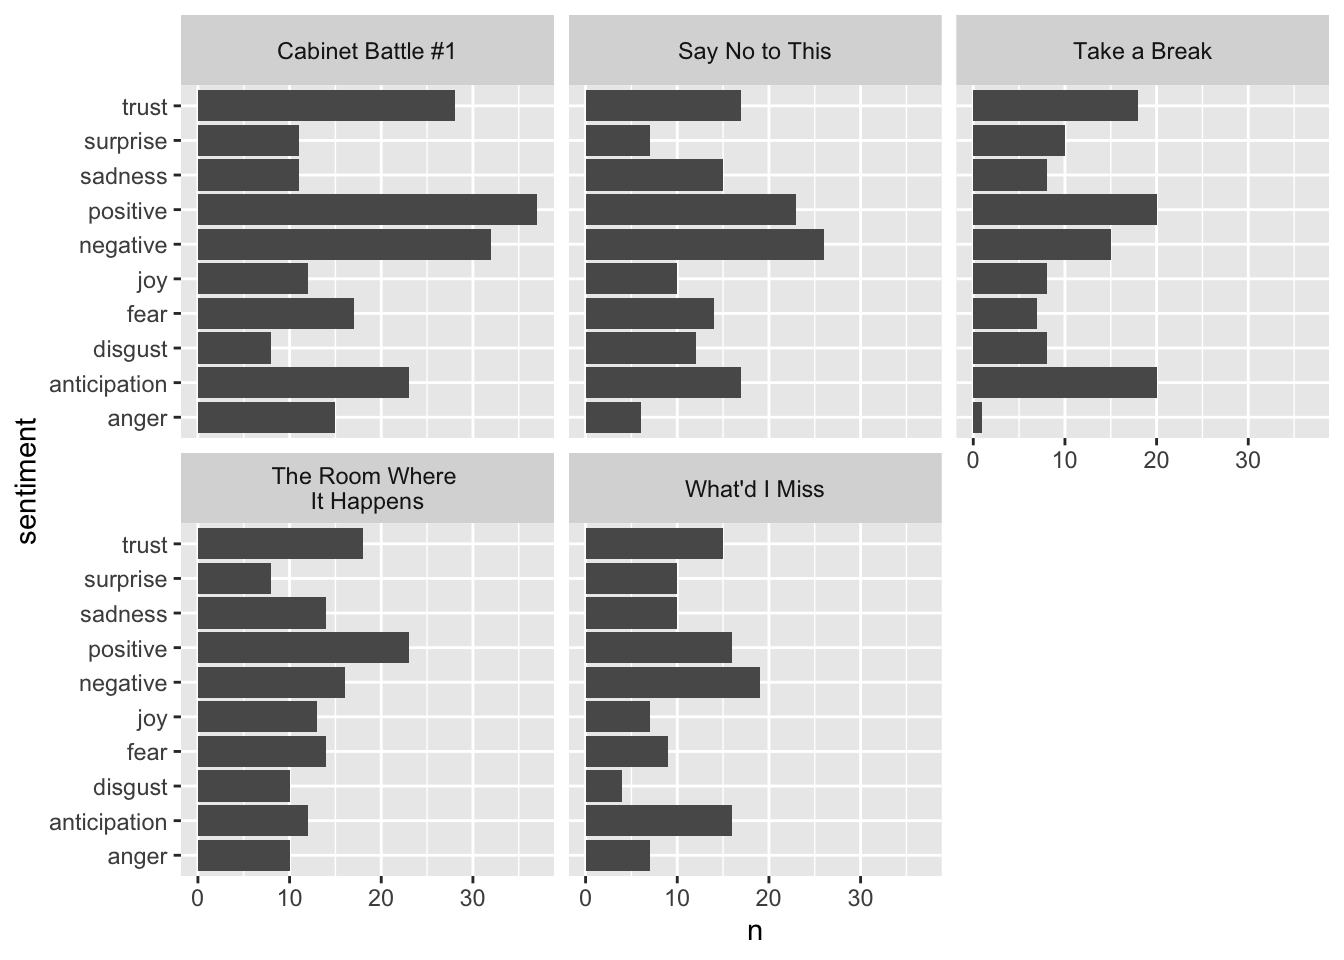 Cabinet Battle #1
Say No to This
Take a Break
trust
surprise
sadness
positive
negative
joy
fear
disgust
anticipation
anger
0 10 20 30
The Room Where
It Happens
What'd I Miss
trust
surprise
sadness
positive
negative
joy
fear
disgust
anticipation
anger
0 10 20 30
0 10 20 30
n
sentiment